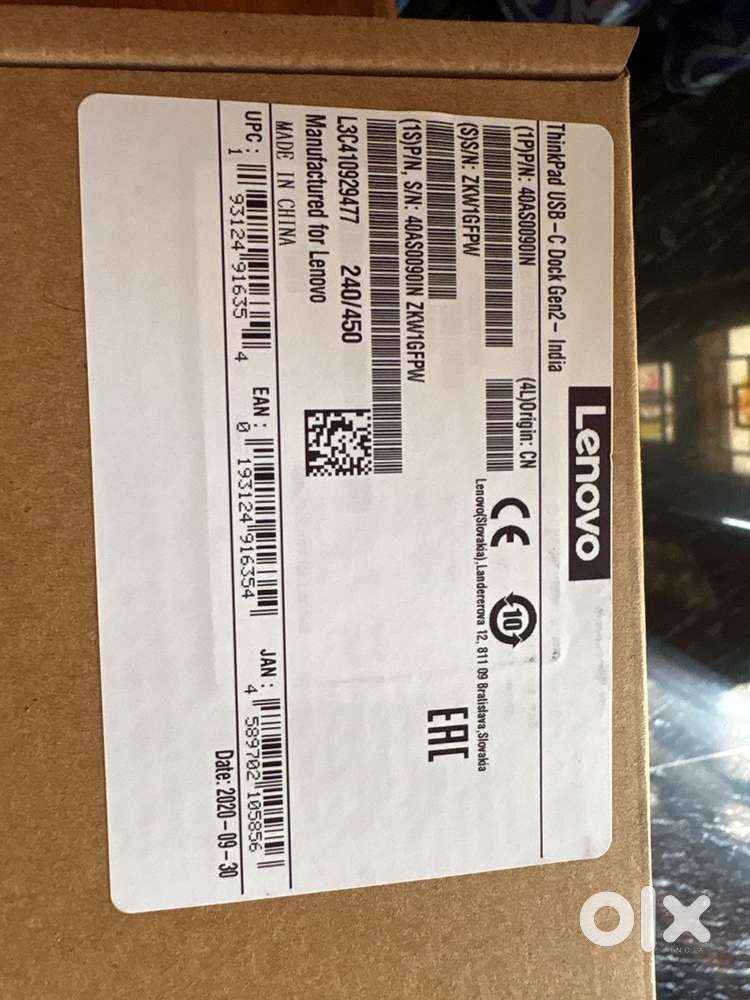 ThinkPad USB-C Dock Gen2- India
Lenovo
(1P)P/N: 40AS0090IN
(4L)Origin: CN
(S)S/N: ZKW1GFPW
Lenovo(Slovakia),Landererova 12, 811 09 Bratislava,Slovakia
(1S)P/N, S/N: 40AS0090IN ZKW1GFPW
CE
10
EAC
L3C410929477 240/450
Manufactured for Lenovo
MADE IN CHINA
UPC:
1 93124 91635 4
EAN:
0 193124 916354
JAN:
4 589702 105856
Date: 2020-09-30
olx